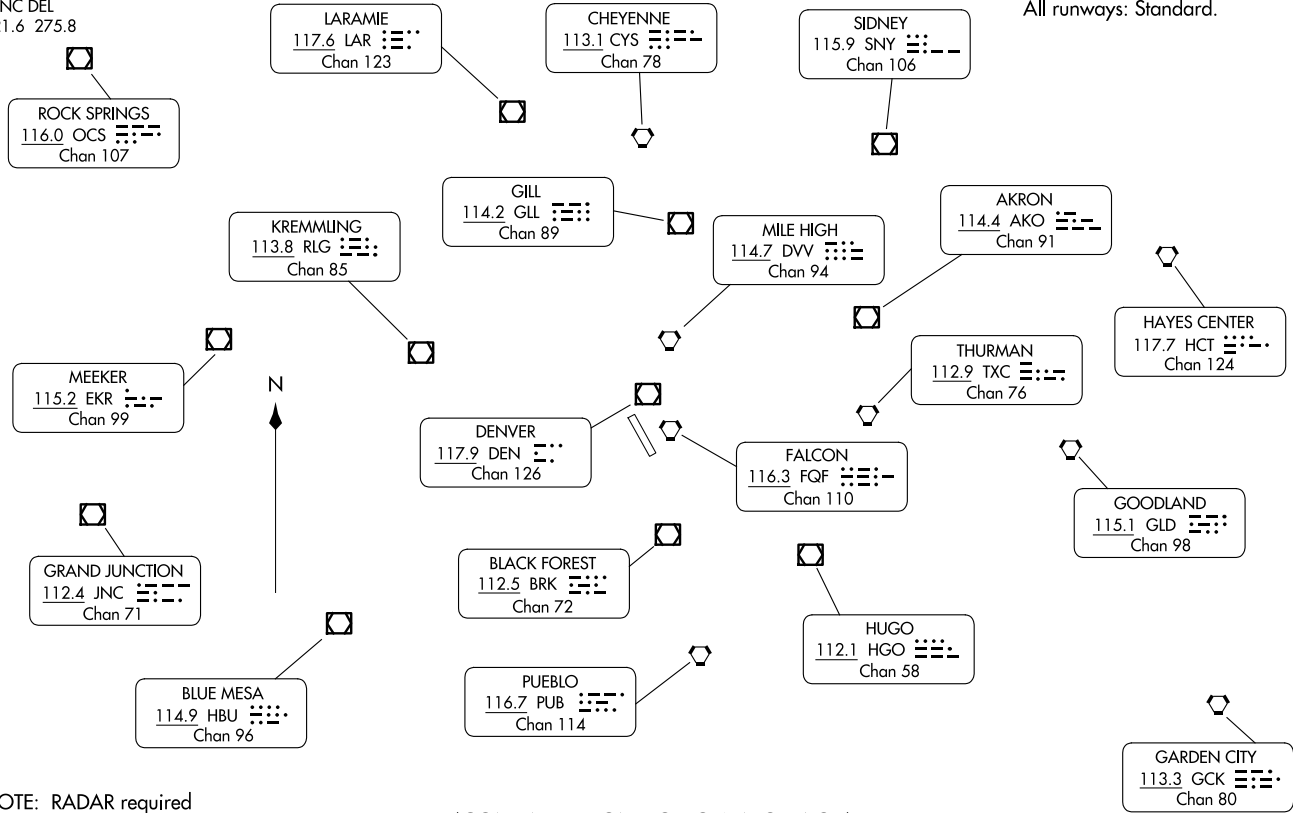 All runways: Standard.
LARAMIE
117.6 LAR
Chan 123
CHEYENNE
113.1 CYS
Chan 78
SIDNEY
115.9 SNY
Chan 106
ROCK SPRINGS
116.0 OCS
Chan 107
GILL
114.2 GLL
Chan 89
AKRON
114.4 AKO
Chan 91
KREMMLING
113.8 RLG
Chan 85
MILE HIGH
114.7 DVV
Chan 94
HAYES CENTER
117.7 HCT
Chan 124
THURMAN
112.9 TXC
Chan 76
MEEKER
115.2 EKR
Chan 99
N
DENVER
117.9 DEN
Chan 126
FALCON
116.3 FQF
Chan 110
GOODLAND
115.1 GLD
Chan 98
GRAND JUNCTION
112.4 JNC
Chan 71
BLACK FOREST
112.5 BRK
Chan 72
HUGO
112.1 HGO
Chan 58
BLUE MESA
114.9 HBU
Chan 96
PUEBLO
116.7 PUB
Chan 114
GARDEN CITY
113.3 GCK
Chan 80
NC DEL
1.6 275.8
OTE: RADAR required